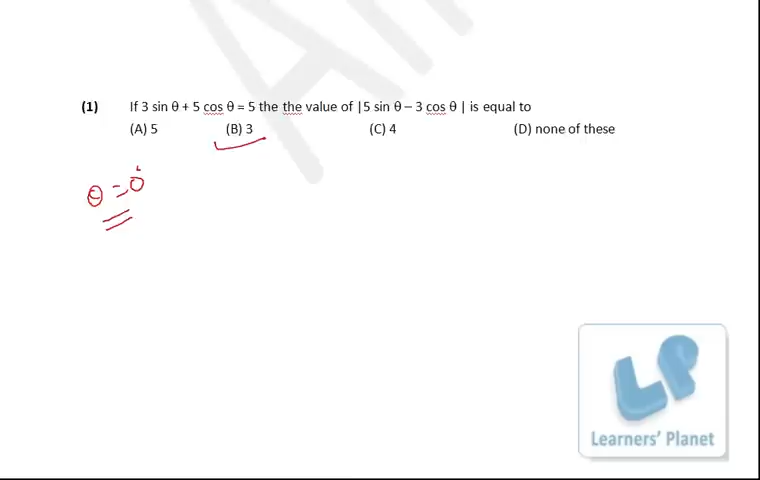 (1) If 3 sin θ + 5 cos θ = 5 the the value of |5 sin θ – 3 cos θ | is equal to
(A) 5 (B) 3 (C) 4 (D) none of these
θ = 0°
LP
Learners' Planet